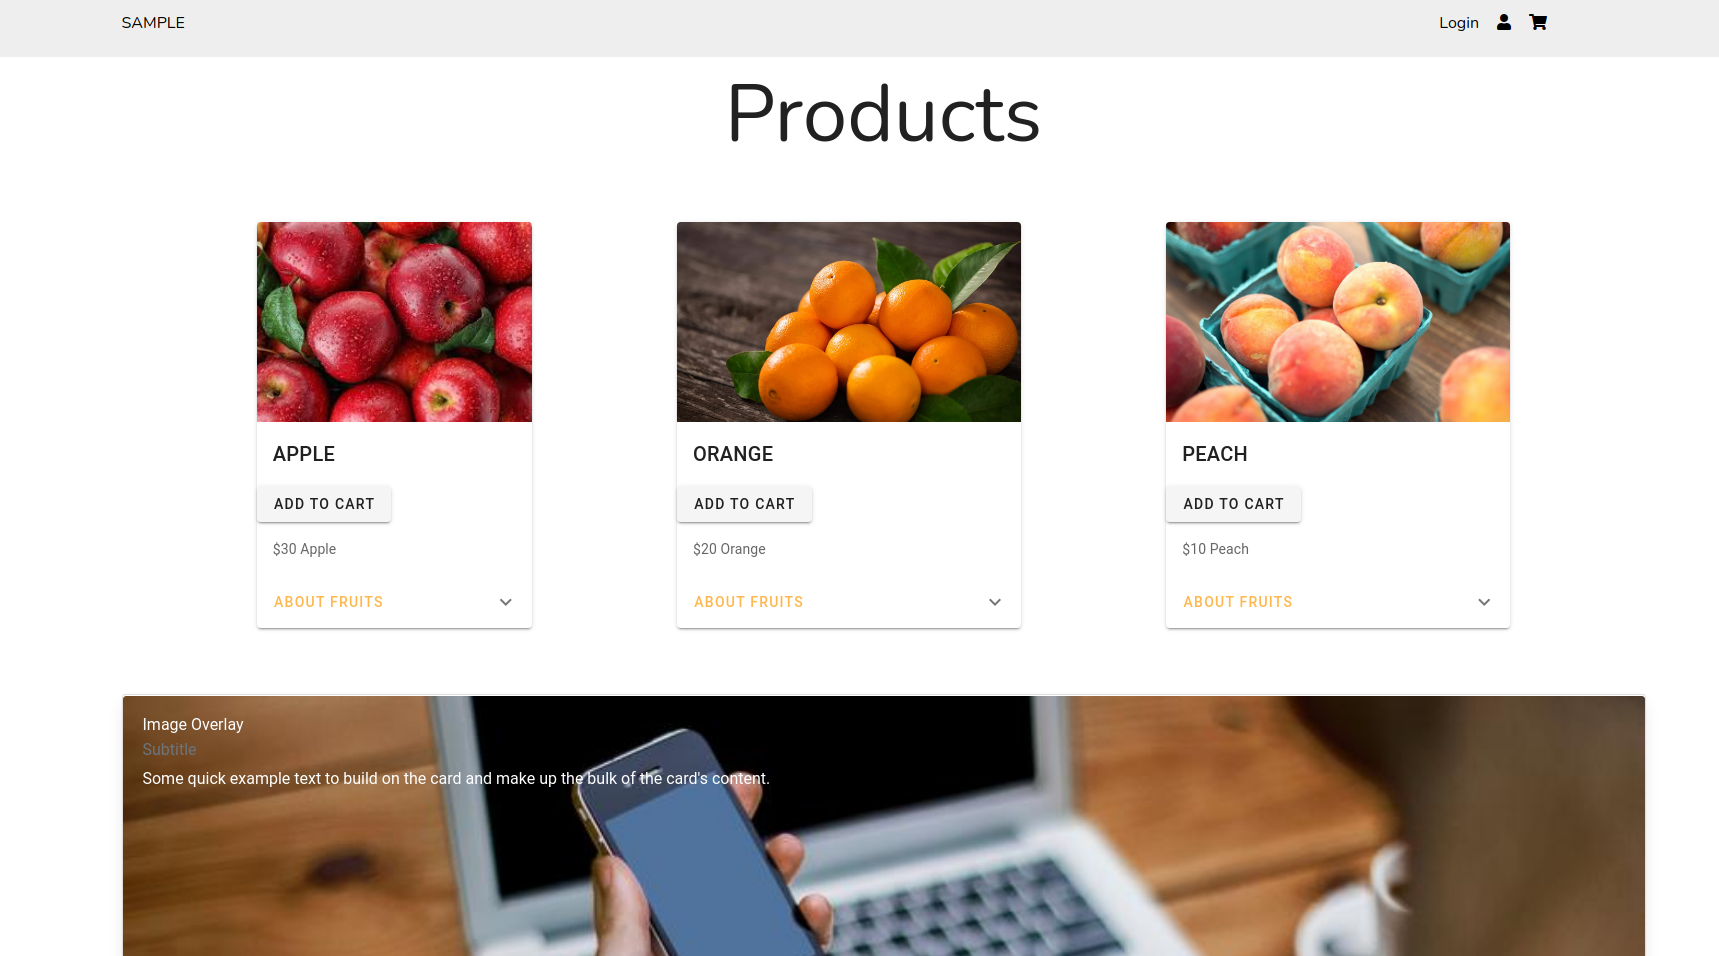 SAMPLE
Login
Products
APPLE
ADD TO CART
$30 Apple
ABOUT FRUITS
ORANGE
ADD TO CART
$20 Orange
ABOUT FRUITS
PEACH
ADD TO CART
$10 Peach
ABOUT FRUITS
Image Overlay
Subtitle
Some quick example text to build on the card and make up the bulk of the card's content.